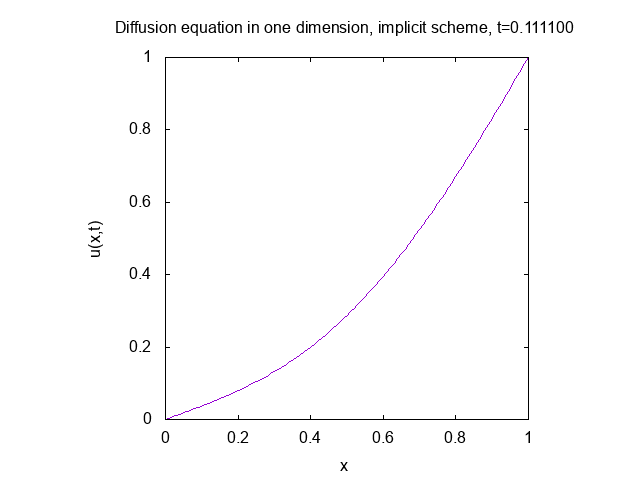 Diffusion equation in one dimension, implicit scheme, t=0.111100
1
0.8
0.6
0.4
0.2
0
u(x,t)
0 0.2 0.4 0.6 0.8 1
x